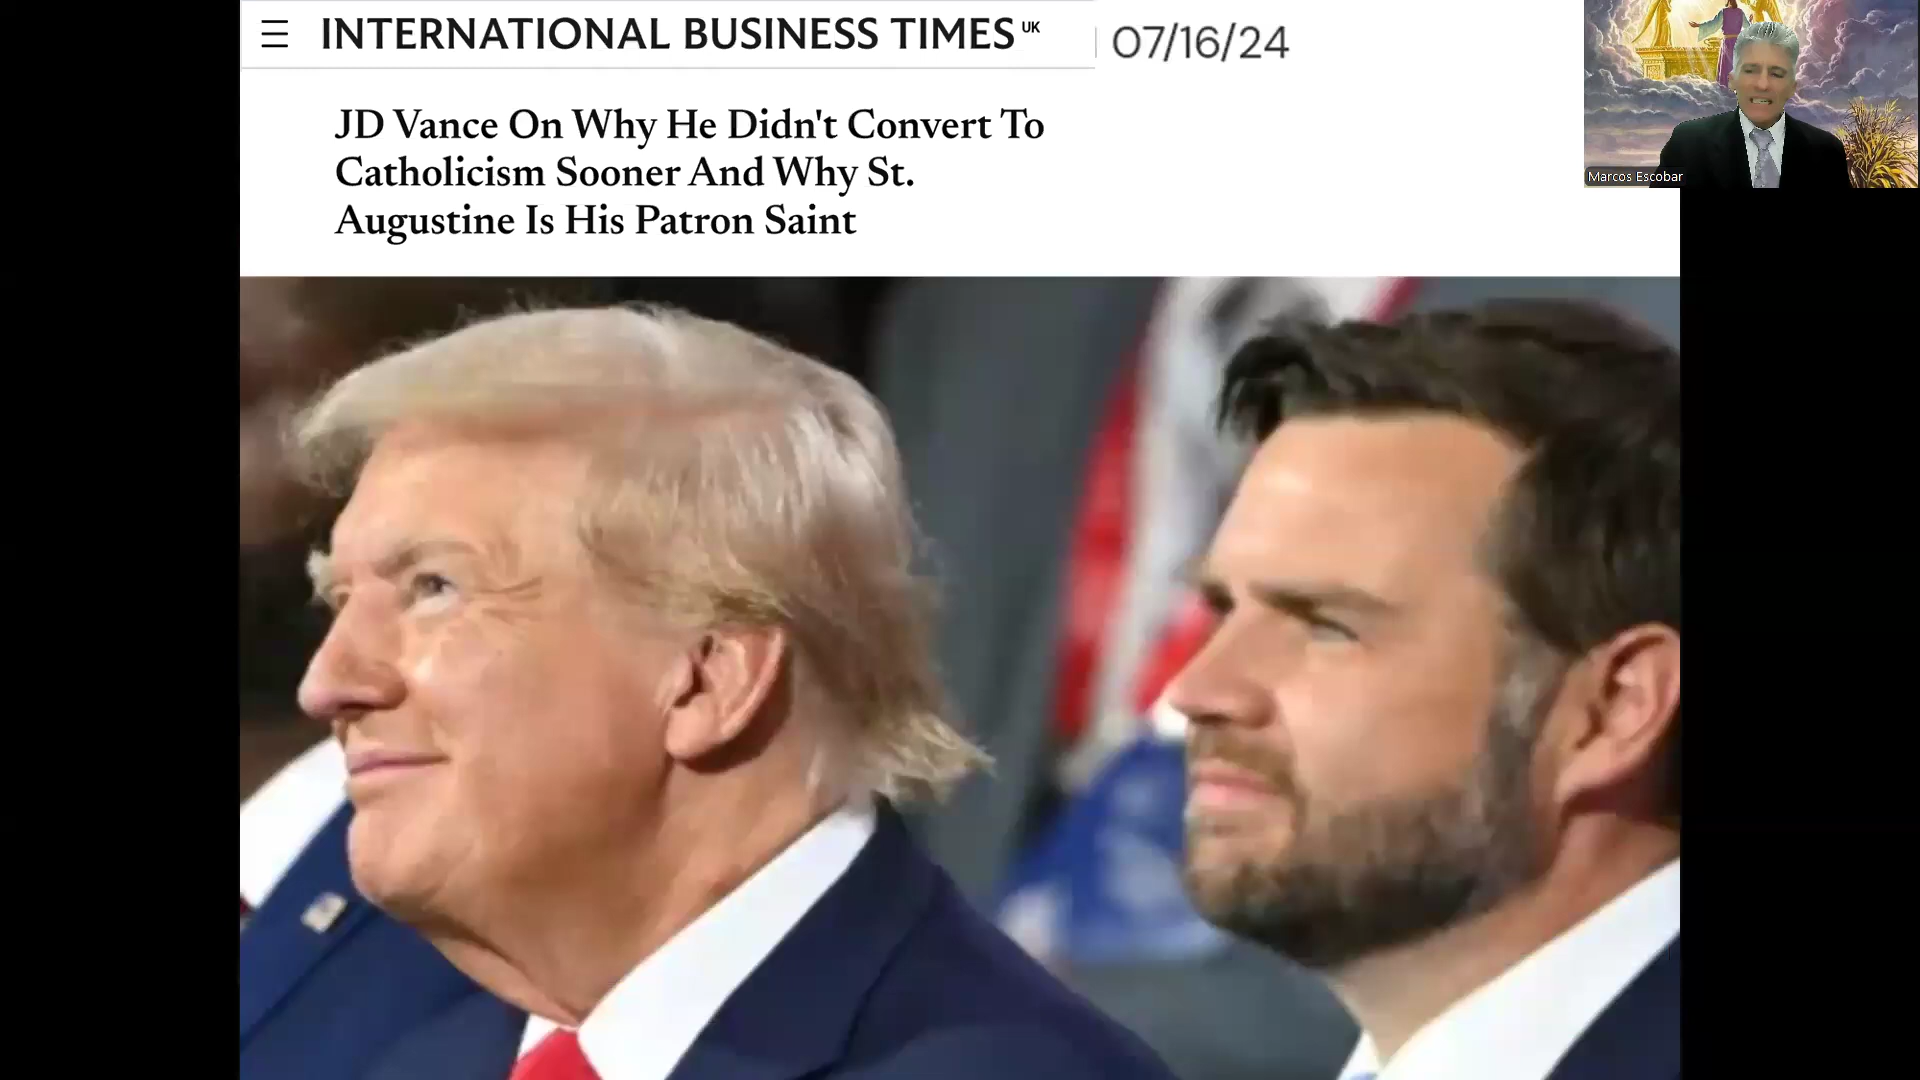 INTERNATIONAL BUSINESS TIMES UK
07/16/24
JD Vance On Why He Didn't Convert To
Catholicism Sooner And Why St.
Augustine Is His Patron Saint
Marcos Escobar